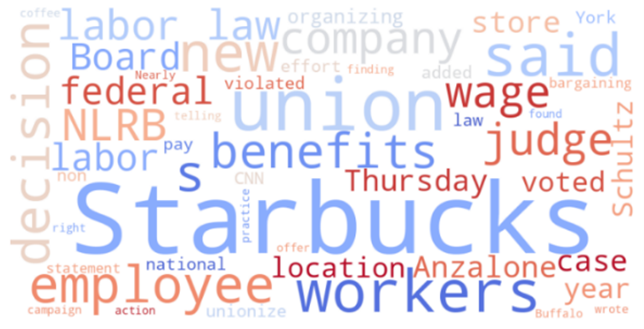 coffee labor law organizing store York
Board new company said
effort added
Nearly violated finding bargaining
federal union wage
decision NLRB telling law found judge
labor pay benefits Schultz
s CNN Thursday voted
non practice
Starbucks
right offer
statement national location Anzalone case
employee workers year
campaign action unionize Buffalo wrote